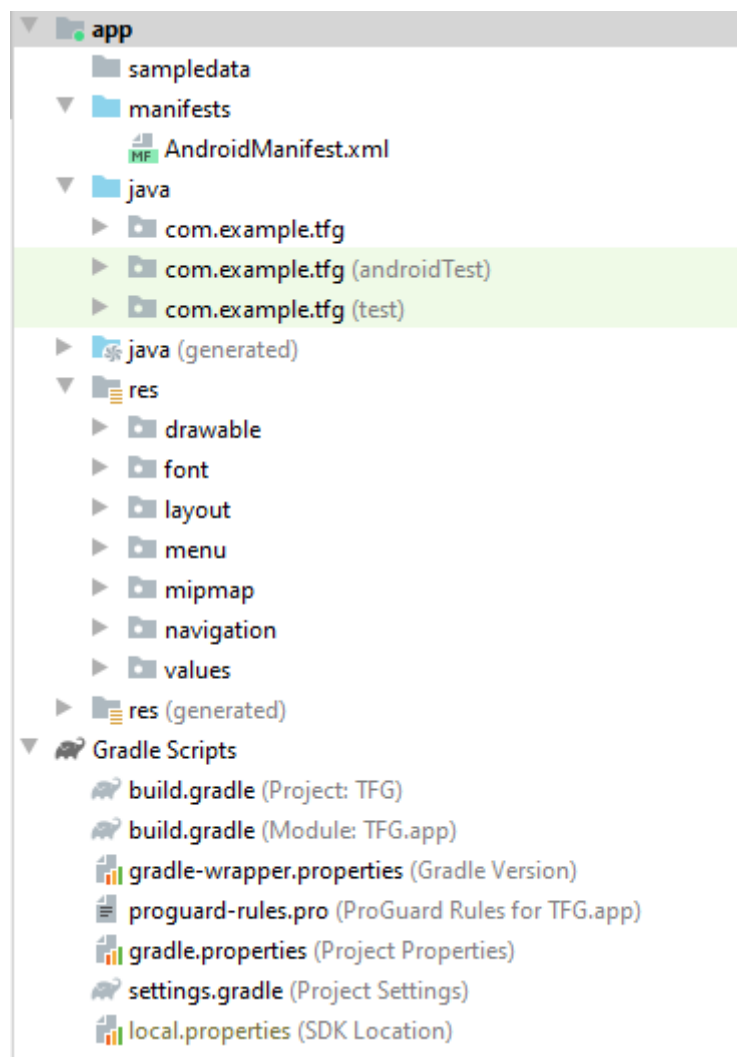 app
sampledata
manifests
MF AndroidManifest.xml
java
com.example.tfg
com.example.tfg (androidTest)
com.example.tfg (test)
java (generated)
res
drawable
font
layout
menu
mipmap
navigation
values
res (generated)
Gradle Scripts
build.gradle (Project: TFG)
build.gradle (Module: TFG.app)
gradle-wrapper.properties (Gradle Version)
proguard-rules.pro (ProGuard Rules for TFG.app)
gradle.properties (Project Properties)
settings.gradle (Project Settings)
local.properties (SDK Location)